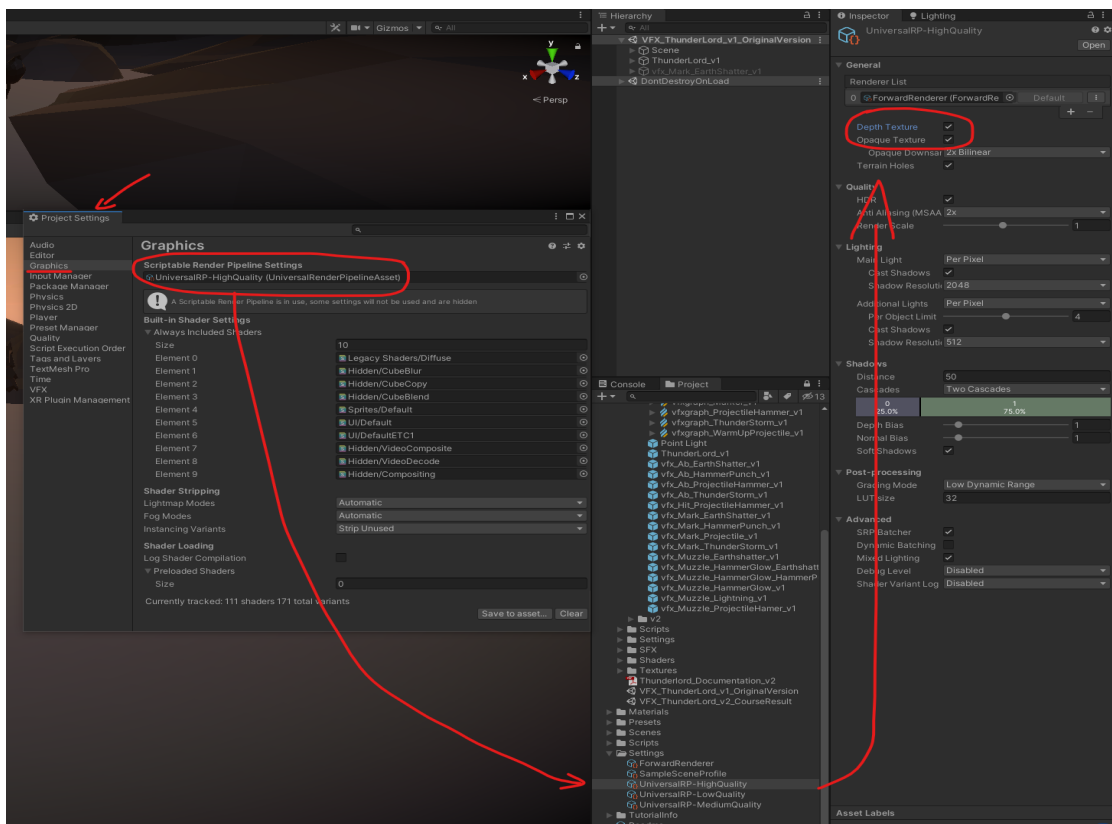 Gizmos
All
y
x
z
< Persp
Project Settings
Audio
Editor
Graphics
Input Manager
Package Manager
Physics
Physics 2D
Player
Preset Manager
Quality
Script Execution Order
Tags and Layers
TextMesh Pro
Time
VFX
XR Plugin Management
Graphics
Scriptable Render Pipeline Settings
UniversalRP-HighQuality (UniversalRenderPipelineAsset)
A Scriptable Render Pipeline is in use, some settings will not be used and are hidden
Built-in Shader Settings
Always Included Shaders
Size 10
Element 0 Legacy Shaders/Diffuse
Element 1 Hidden/CubeBlur
Element 2 Hidden/CubeCopy
Element 3 Hidden/CubeBlend
Element 4 Sprites/Default
Element 5 UI/Default
Element 6 UI/DefaultETC1
Element 7 Hidden/VideoComposite
Element 8 Hidden/VideoDecode
Element 9 Hidden/Compositing
Shader Stripping
Lightmap Modes Automatic
Fog Modes Automatic
Instancing Variants Strip Unused
Shader Loading
Log Shader Compilation
Preloaded Shaders
Size 0
Currently tracked: 111 shaders 171 total variants
Save to asset... Clear
Hierarchy
All
VFX_ThunderLord_v1_OriginalVersion
Scene
ThunderLord_v1
vfx_Mark_EarthShatter_v1
DontDestroyOnLoad
Console Project
13
vfxgraph_ProjectileHammer_v1
vfxgraph_ThunderStorm_v1
vfxgraph_WarmUpProjectile_v1
Point Light
ThunderLord_v1
vfx_Ab_EarthShatter_v1
vfx_Ab_HammerPunch_v1
vfx_Ab_ProjectileHammer_v1
vfx_Ab_ThunderStorm_v1
vfx_Hit_ProjectileHammer_v1
vfx_Mark_EarthShatter_v1
vfx_Mark_HammerPunch_v1
vfx_Mark_Projectile_v1
vfx_Mark_ThunderStorm_v1
vfx_Muzzle_Earthshatter_v1
vfx_Muzzle_HammerGlow_Earthshatt
vfx_Muzzle_HammerGlow_HammerP
vfx_Muzzle_HammerGlow_v1
vfx_Muzzle_Lightning_v1
vfx_Muzzle_ProjectileHamer_v1
v2
Scripts
Settings
SFX
Shaders
Textures
Thunderlord_Documentation_v2
VFX_ThunderLord_v1_OriginalVersion
VFX_ThunderLord_v2_CourseResult
Materials
Presets
Scenes
Scripts
Settings
ForwardRenderer
SampleSceneProfile
UniversalRP-HighQuality
UniversalRP-LowQuality
UniversalRP-MediumQuality
TutorialInfo
Inspector Lighting
UniversalRP-HighQuality
Open
General
Renderer List
0 ForwardRenderer (ForwardRe Default
Depth Texture
Opaque Texture
Opaque Downsar 2x Bilinear
Terrain Holes
Quality
HDR
Anti Aliasing (MSAA 2x
Render Scale 1
Lighting
Main Light Per Pixel
Cast Shadows
Shadow Resoluti 2048
Additional Lights Per Pixel
Per Object Limit 4
Cast Shadows
Shadow Resoluti 512
Shadows
Distance 50
Cascades Two Cascades
0 1
25.0% 75.0%
Depth Bias 1
Normal Bias 1
Soft Shadows
Post-processing
Grading Mode Low Dynamic Range
LUT size 32
Advanced
SRP Batcher
Dynamic Batching
Mixed Lighting
Debug Level Disabled
Shader Variant Log Disabled
Asset Labels